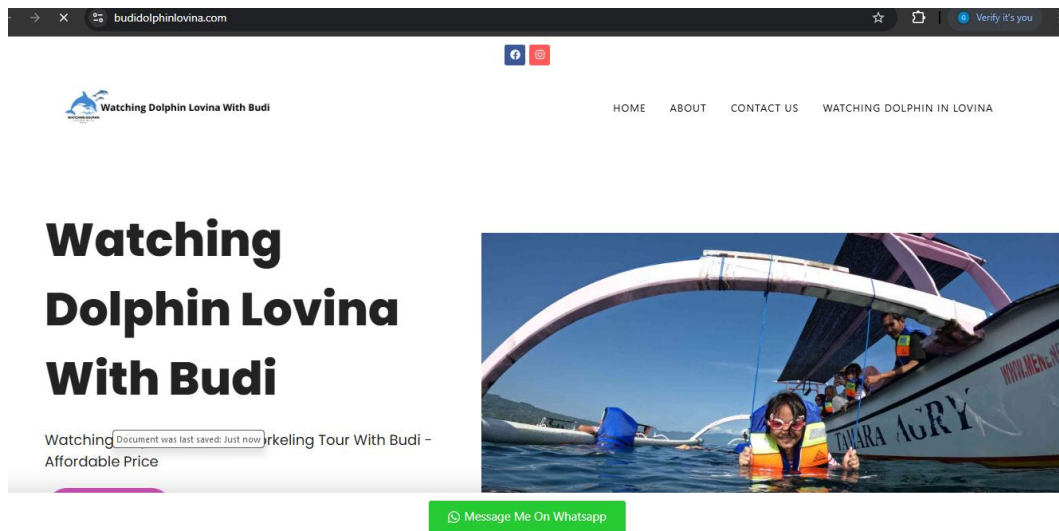 budidolphinlovina.com
Verify it's you
Watching Dolphin Lovina With Budi
HOME ABOUT CONTACT US WATCHING DOLPHIN IN LOVINA
Watching
Dolphin Lovina
With Budi
Watching rkeling Tour With Budi -
Document was last saved: Just now
Affordable Price
TAMARA AGRY
Message Me On Whatsapp